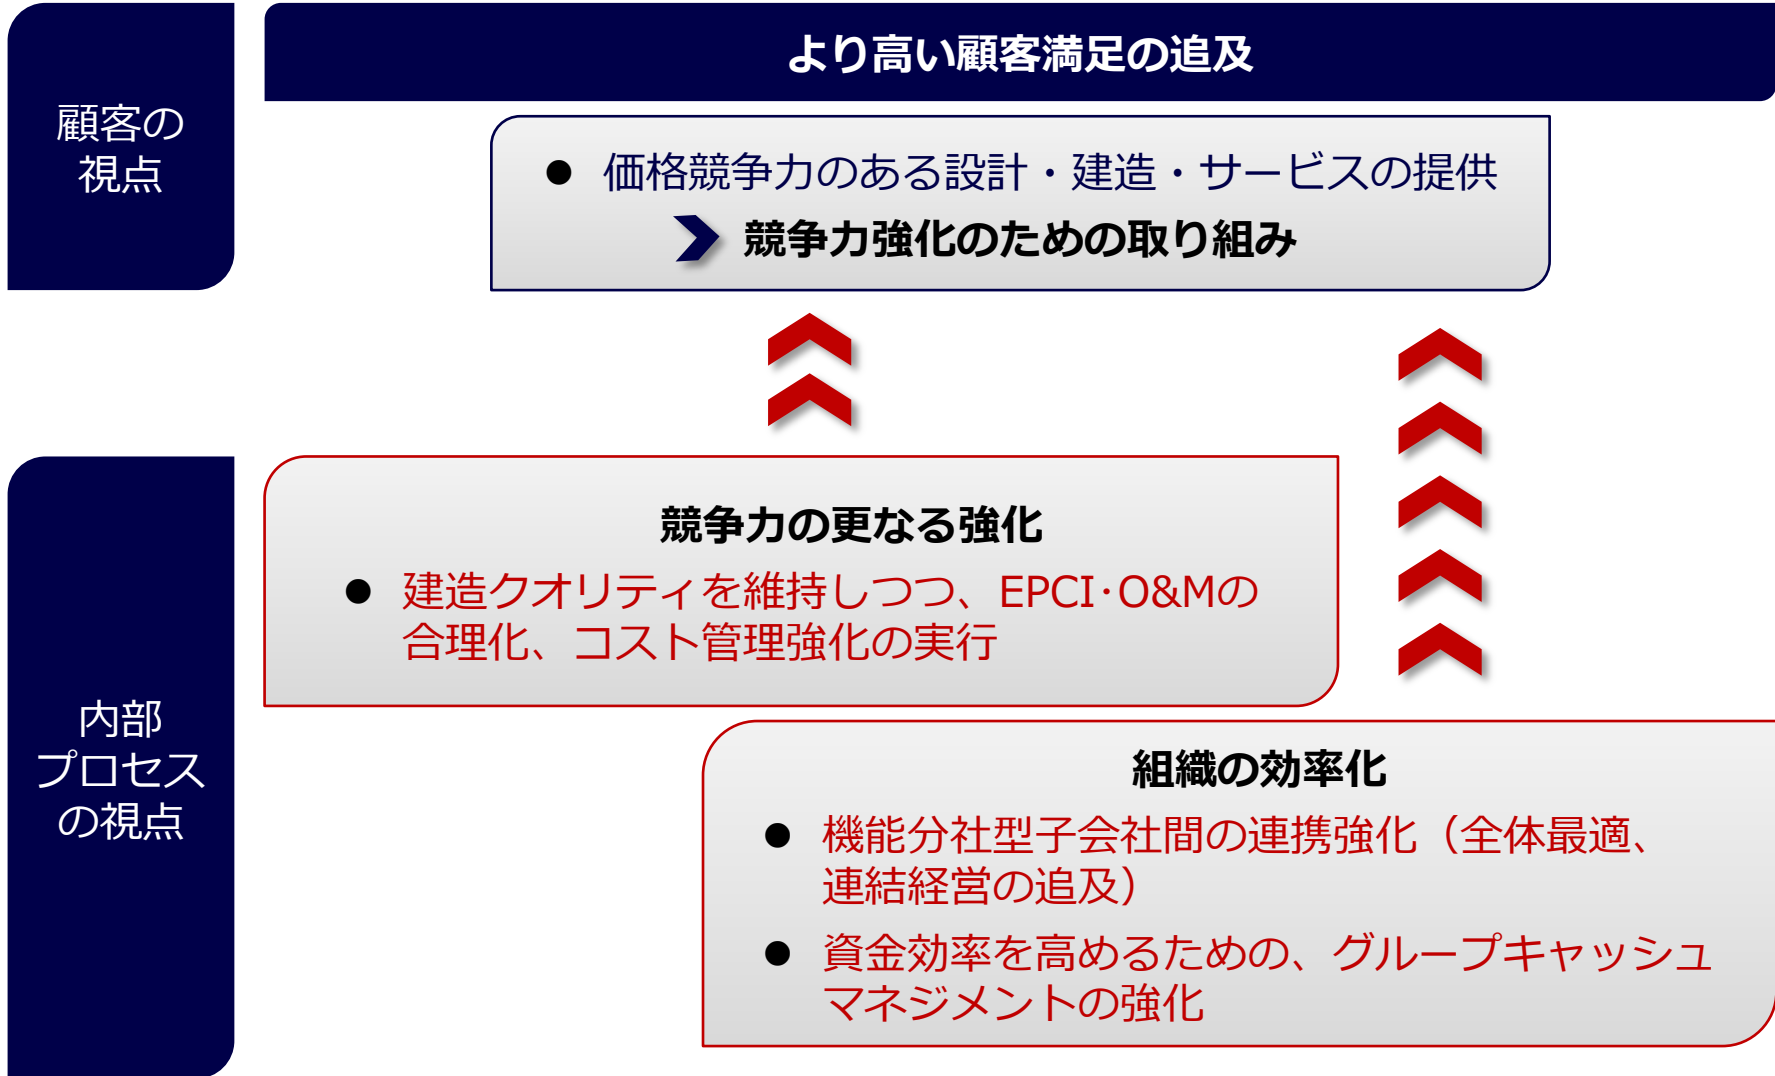 顧客の
視点
より高い顧客満足の追及
● 価格競争力のある設計・建造・サービスの提供
競争力強化のための取り組み
内部
プロセス
の視点
競争力の更なる強化
● 建造クオリティを維持しつつ、EPCI･O&Mの
合理化、コスト管理強化の実行
組織の効率化
● 機能分社型子会社間の連携強化（全体最適、
連結経営の追及）
● 資金効率を高めるための、グループキャッシュ
マネジメントの強化